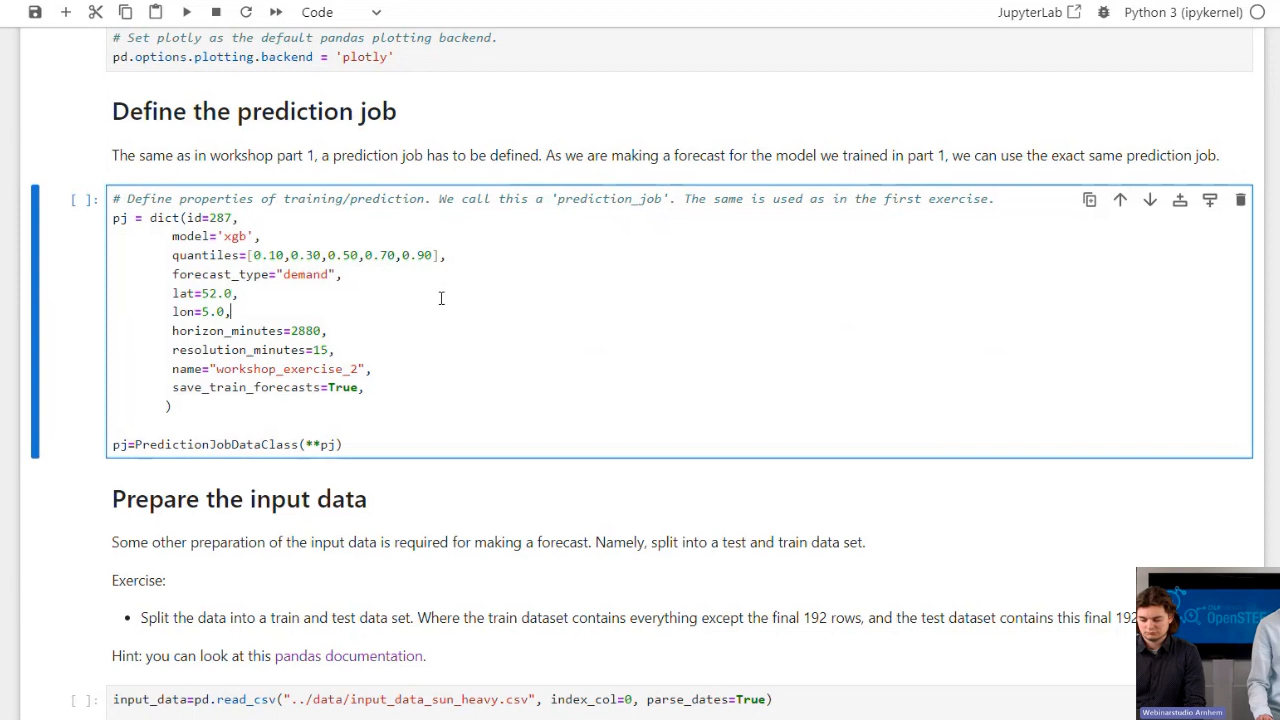 Code
JupyterLab
Python 3 (ipykernel)
# Set plotly as the default pandas plotting backend.
pd.options.plotting.backend = 'plotly'
Define the prediction job
The same as in workshop part 1, a prediction job has to be defined. As we are making a forecast for the model we trained in part 1, we can use the exact same prediction job.
[ ]:
# Define properties of training/prediction. We call this a 'prediction_job'. The same is used as in the first exercise.
pj = dict(id=287,
model='xgb',
quantiles=[0.10,0.30,0.50,0.70,0.90],
forecast_type="demand",
lat=52.0,
lon=5.0,
horizon_minutes=2880,
resolution_minutes=15,
name="workshop_exercise_2",
save_train_forecasts=True,
)
pj=PredictionJobDataClass(**pj)
Prepare the input data
Some other preparation of the input data is required for making a forecast. Namely, split into a test and train data set.
Exercise:
• Split the data into a train and test data set. Where the train dataset contains everything except the final 192 rows, and the test dataset contains this final 192
Hint: you can look at this pandas documentation.
[ ]:
input_data=pd.read_csv("../data/input_data_sun_heavy.csv", index_col=0, parse_dates=True)
Webinarstudio Arnhem